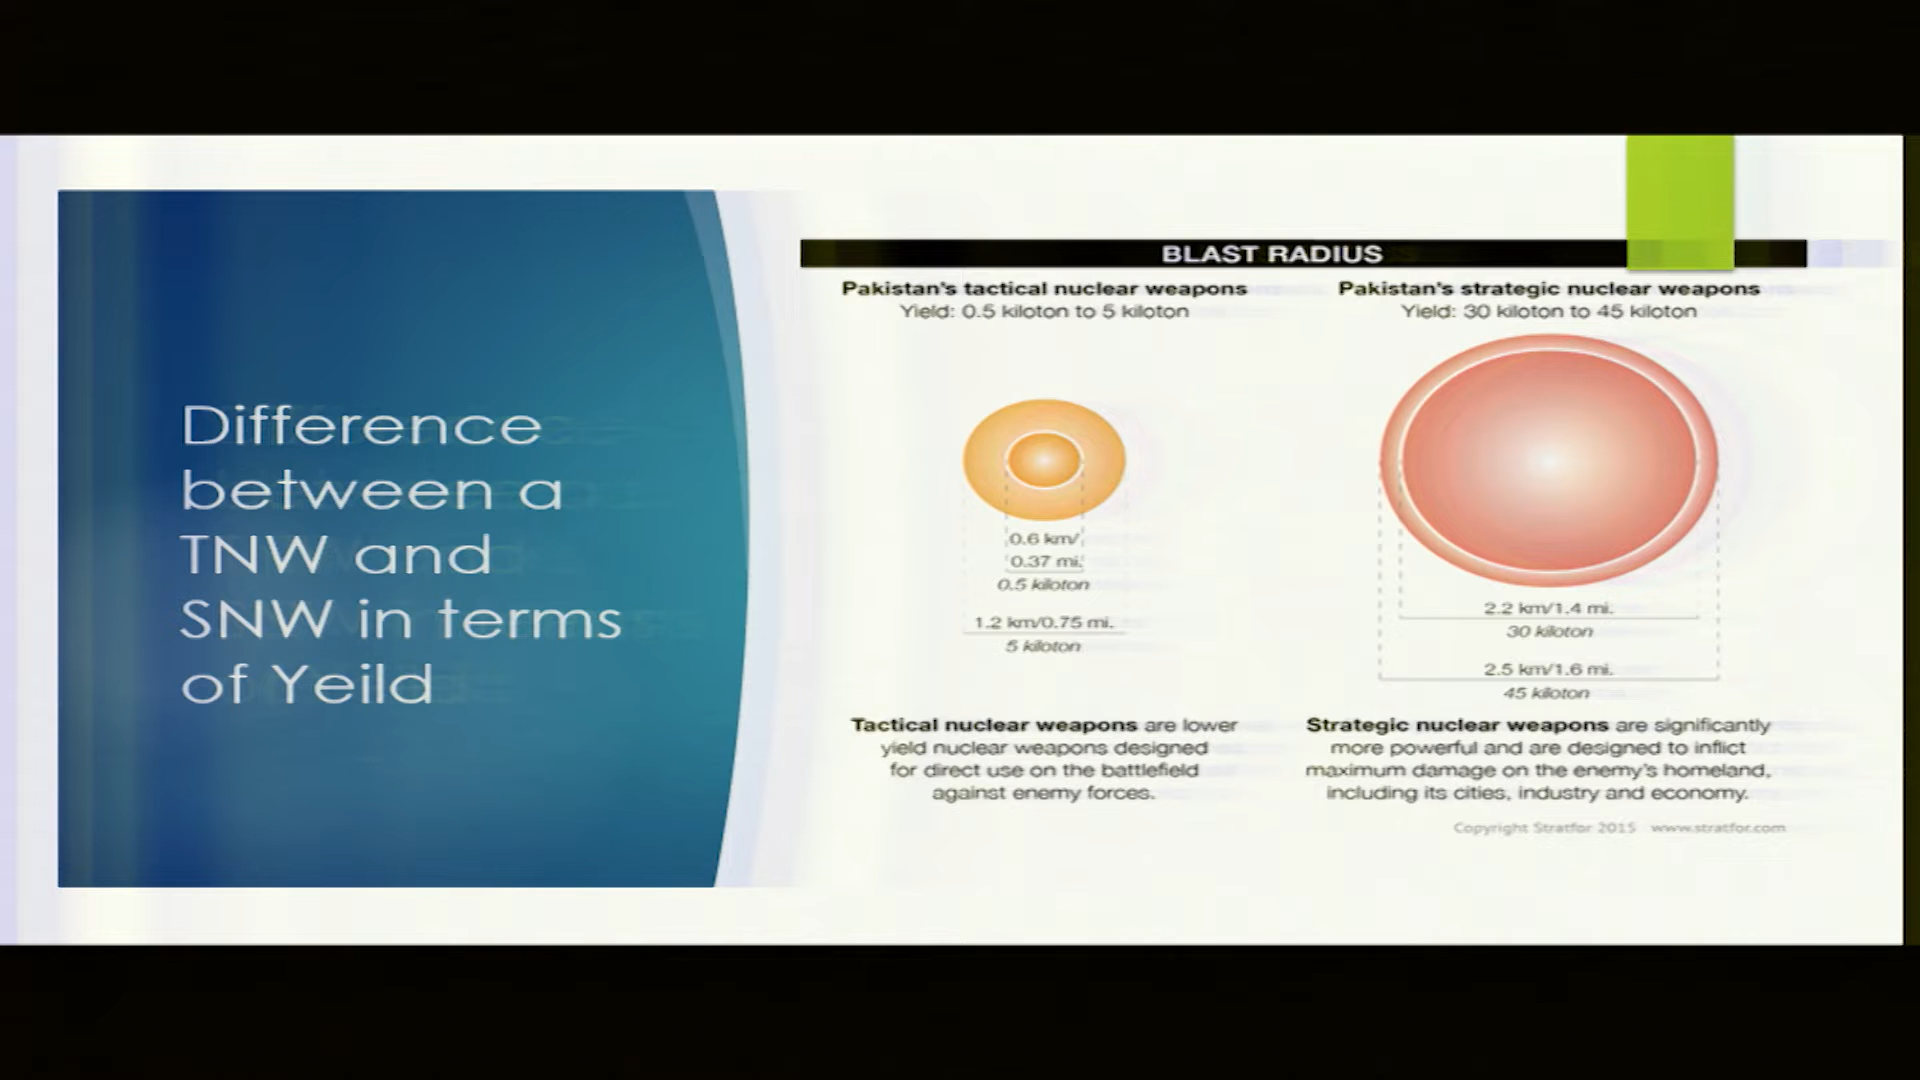 Difference
between a
TNW and
SNW in terms
of Yeild
BLAST RADIUS
Pakistan's tactical nuclear weapons
Yield: 0.5 kiloton to 5 kiloton
0.6 km/
0.37 mi.
0.5 kiloton
1.2 km/0.75 mi.
5 kiloton
Tactical nuclear weapons are lower
yield nuclear weapons designed
for direct use on the battlefield
against enemy forces.
Pakistan's strategic nuclear weapons
Yield: 30 kiloton to 45 kiloton
2.2 km/1.4 mi.
30 kiloton
2.5 km/1.6 mi.
45 kiloton
Strategic nuclear weapons are significantly
more powerful and are designed to inflict
maximum damage on the enemy's homeland,
including its cities, industry and economy.
Copyright Stratfor 2015 www.stratfor.com